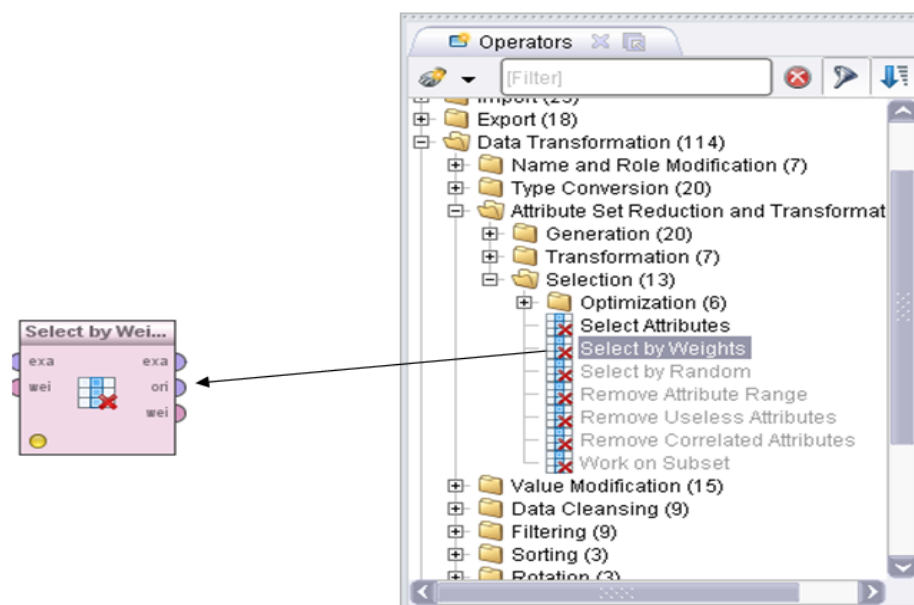 Operators
[Filter]
Import (25)
Export (18)
Data Transformation (114)
Name and Role Modification (7)
Type Conversion (20)
Attribute Set Reduction and Transformat
Generation (20)
Transformation (7)
Selection (13)
Optimization (6)
Select Attributes
Select by Weights
Select by Random
Remove Attribute Range
Remove Useless Attributes
Remove Correlated Attributes
Work on Subset
Value Modification (15)
Data Cleansing (9)
Filtering (9)
Sorting (3)
Rotation (3)
Select by Wei...
exa exa
wei ori
wei